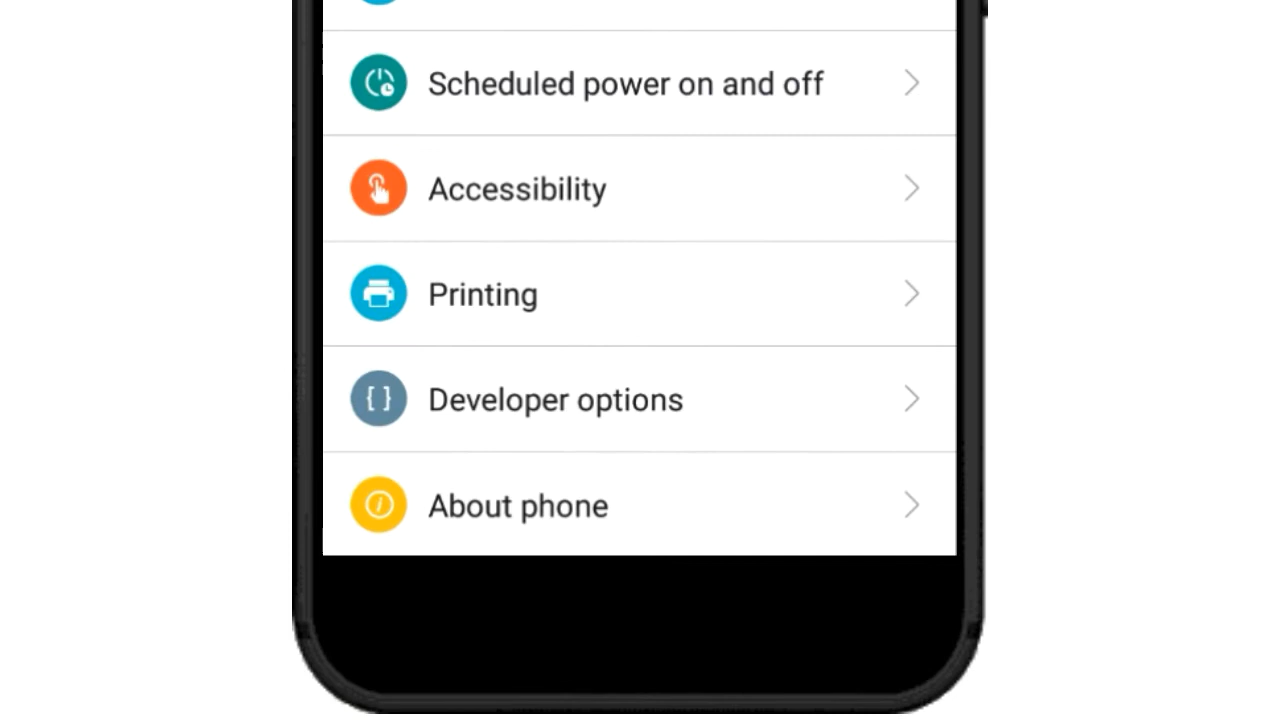 Scheduled power on and off
Accessibility
Printing
Developer options
About phone